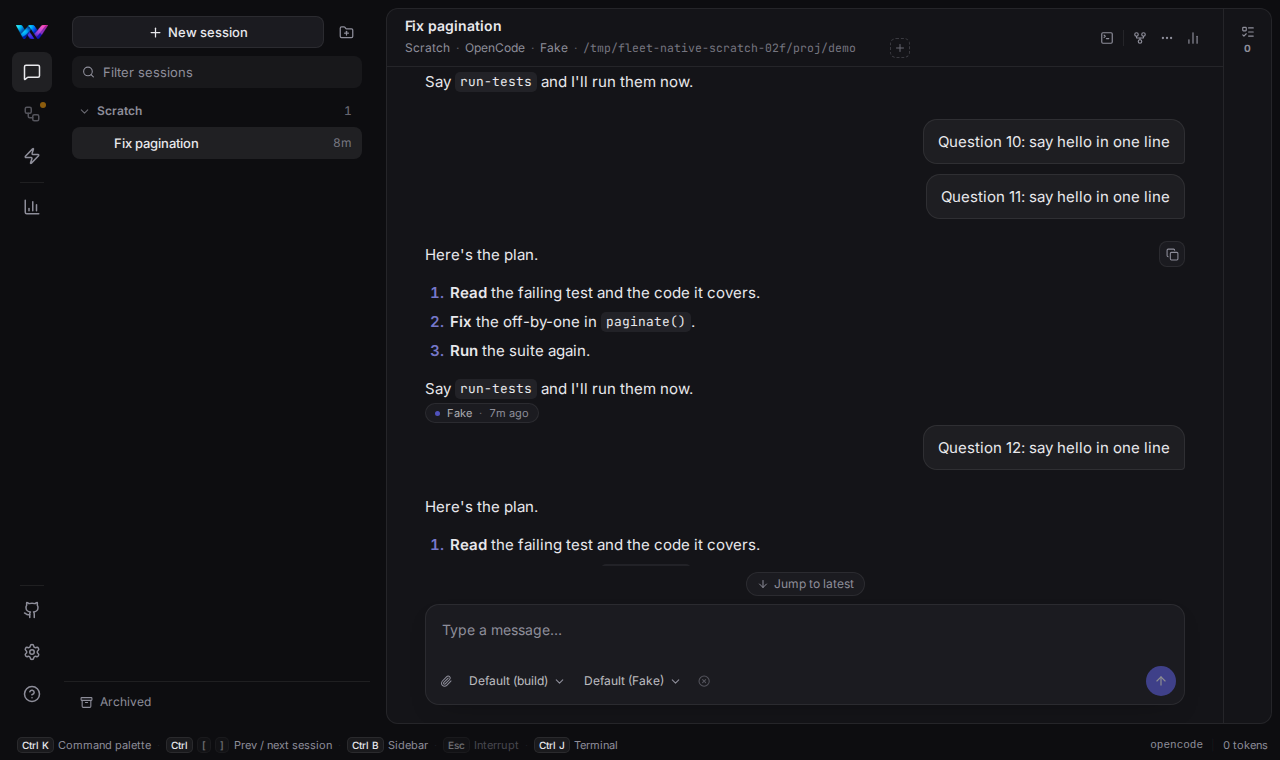 New session
Filter sessions
Scratch 1
Fix pagination 8m
Archived
Fix pagination
Scratch · OpenCode · Fake · /tmp/fleet-native-scratch-02f/proj/demo
0
Say run-tests and I'll run them now.
Question 10: say hello in one line
Question 11: say hello in one line
Here's the plan.
1. Read the failing test and the code it covers.
2. Fix the off-by-one in paginate().
3. Run the suite again.
Say run-tests and I'll run them now.
Fake · 7m ago
Question 12: say hello in one line
Here's the plan.
1. Read the failing test and the code it covers.
Jump to latest
Type a message...
Default (build) Default (Fake)
Ctrl K Command palette Ctrl [ ] Prev / next session Ctrl B Sidebar Esc Interrupt Ctrl J Terminal opencode 0 tokens